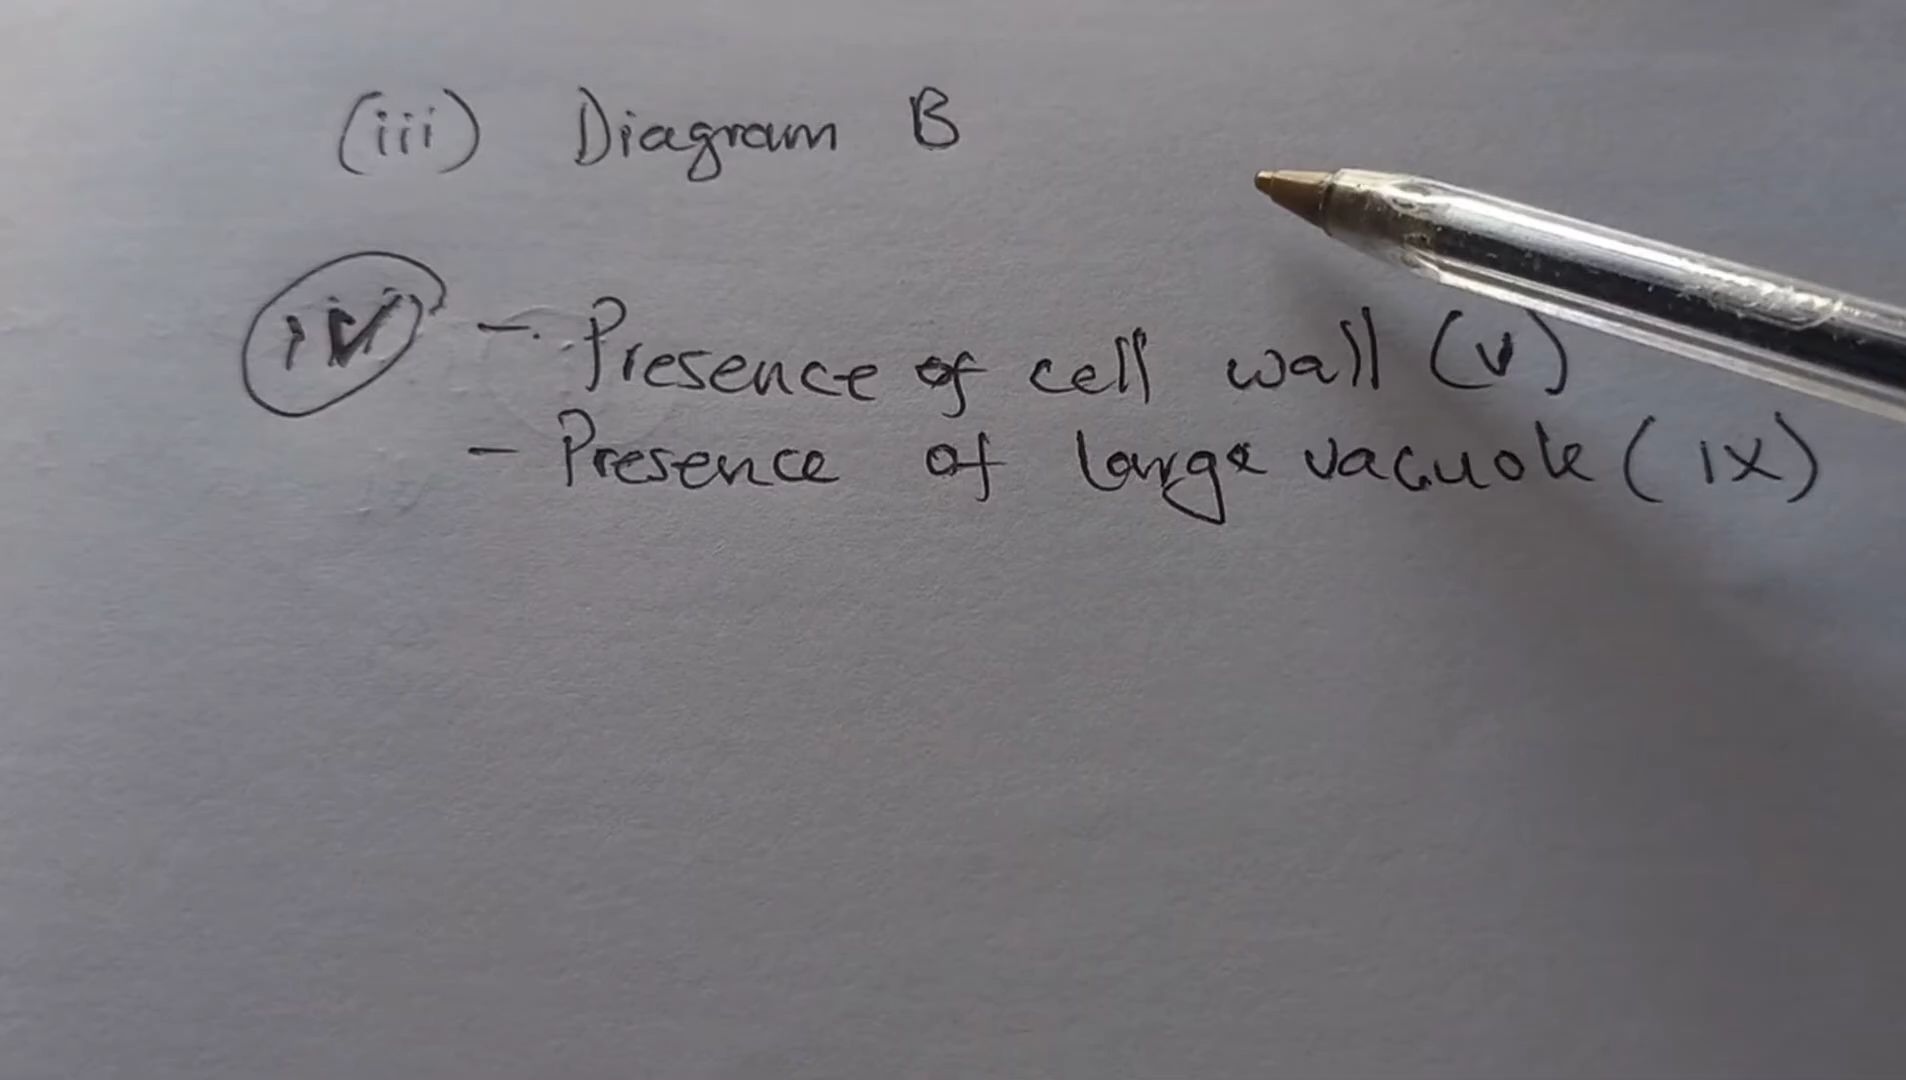 (iii) Diagram B
iv - Presence of cell wall (v)
- Presence of large vacuole (ix)